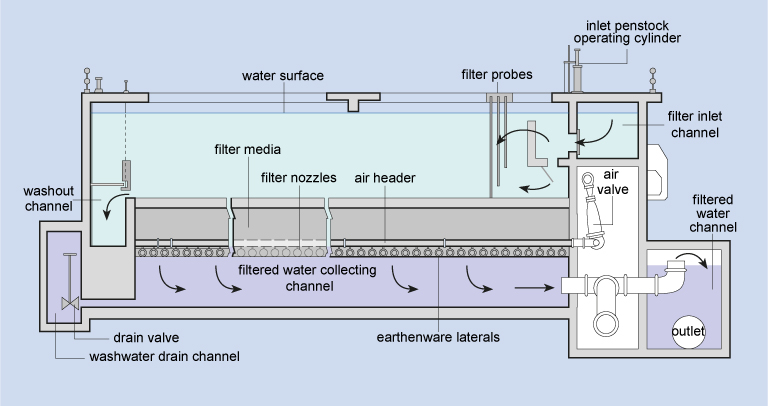 inlet penstock
operating cylinder
water surface
filter probes
filter inlet
channel
filter media
filter nozzles
air header
air
valve
washout
channel
filtered
water
channel
filtered water collecting
channel
outlet
drain valve
earthenware laterals
washwater drain channel